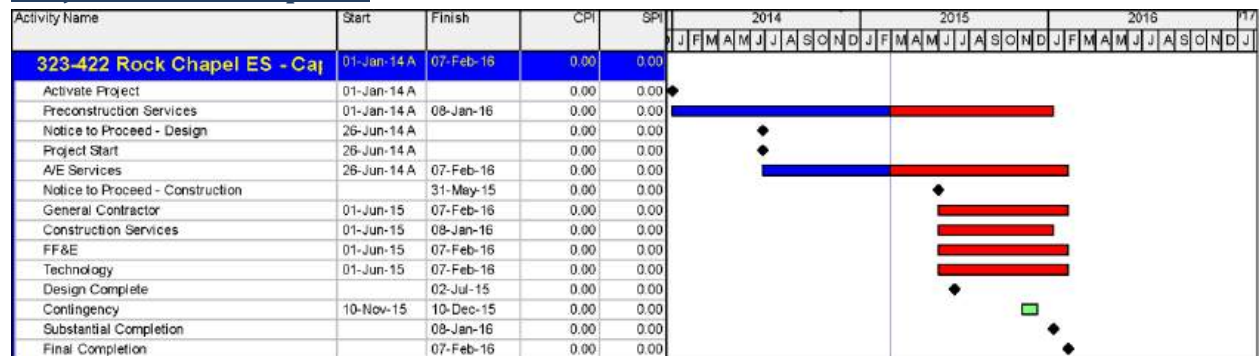 Activity Name Start Finish CPI SPI 2014 2015 2016 '17
J F M A M J J A S O N D J F M A M J J A S O N D J F M A M J J A S O N D J
323-422 Rock Chapel ES - Cap 01-Jan-14 A 07-Feb-16 0.00 0.00
Activate Project 01-Jan-14 A 0.00 0.00
Preconstruction Services 01-Jan-14 A 08-Jan-16 0.00 0.00
Notice to Proceed - Design 26-Jun-14 A 0.00 0.00
Project Start 26-Jun-14 A 0.00 0.00
A/E Services 26-Jun-14 A 07-Feb-16 0.00 0.00
Notice to Proceed - Construction 31-May-15 0.00 0.00
General Contractor 01-Jun-15 07-Feb-16 0.00 0.00
Construction Services 01-Jun-15 08-Jan-16 0.00 0.00
FF&E 01-Jun-15 07-Feb-16 0.00 0.00
Technology 01-Jun-15 07-Feb-16 0.00 0.00
Design Complete 02-Jul-15 0.00 0.00
Contingency 10-Nov-15 10-Dec-15 0.00 0.00
Substantial Completion 08-Jan-16 0.00 0.00
Final Completion 07-Feb-16 0.00 0.00